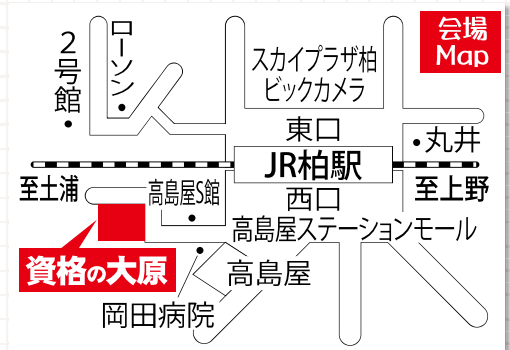 会場
Map
2号館
ローソン
スカイプラザ柏
ビックカメラ
東口
丸井
JR柏駅
至土浦
至上野
西口
高島屋S館
高島屋ステーションモール
資格の大原
高島屋
岡田病院